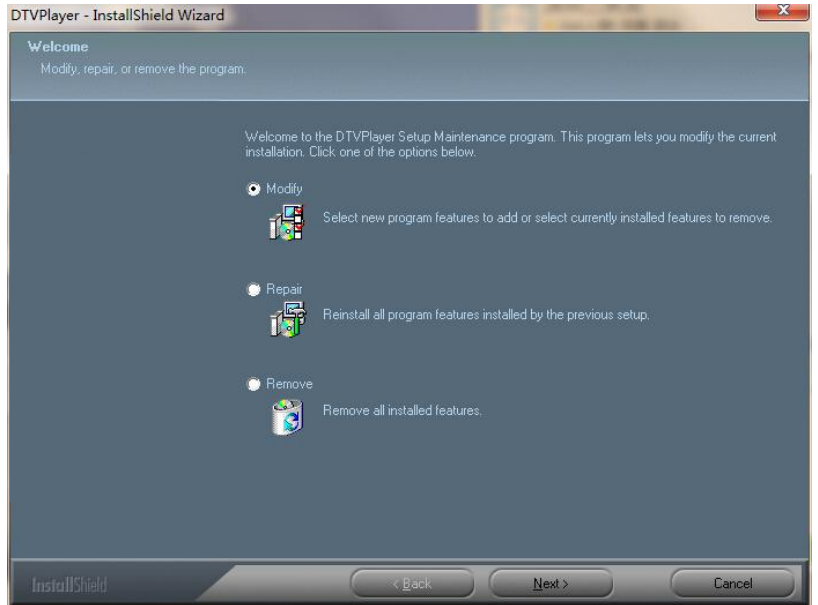 DTVPlayer - InstallShield Wizard
Welcome
Modify, repair, or remove the program.
Welcome to the DTVPlayer Setup Maintenance program. This program lets you modify the current
installation. Click one of the options below.
Modify
Select new program features to add or select currently installed features to remove.
Repair
Reinstall all program features installed by the previous setup.
Remove
Remove all installed features.
InstallShield
< Back
Next >
Cancel